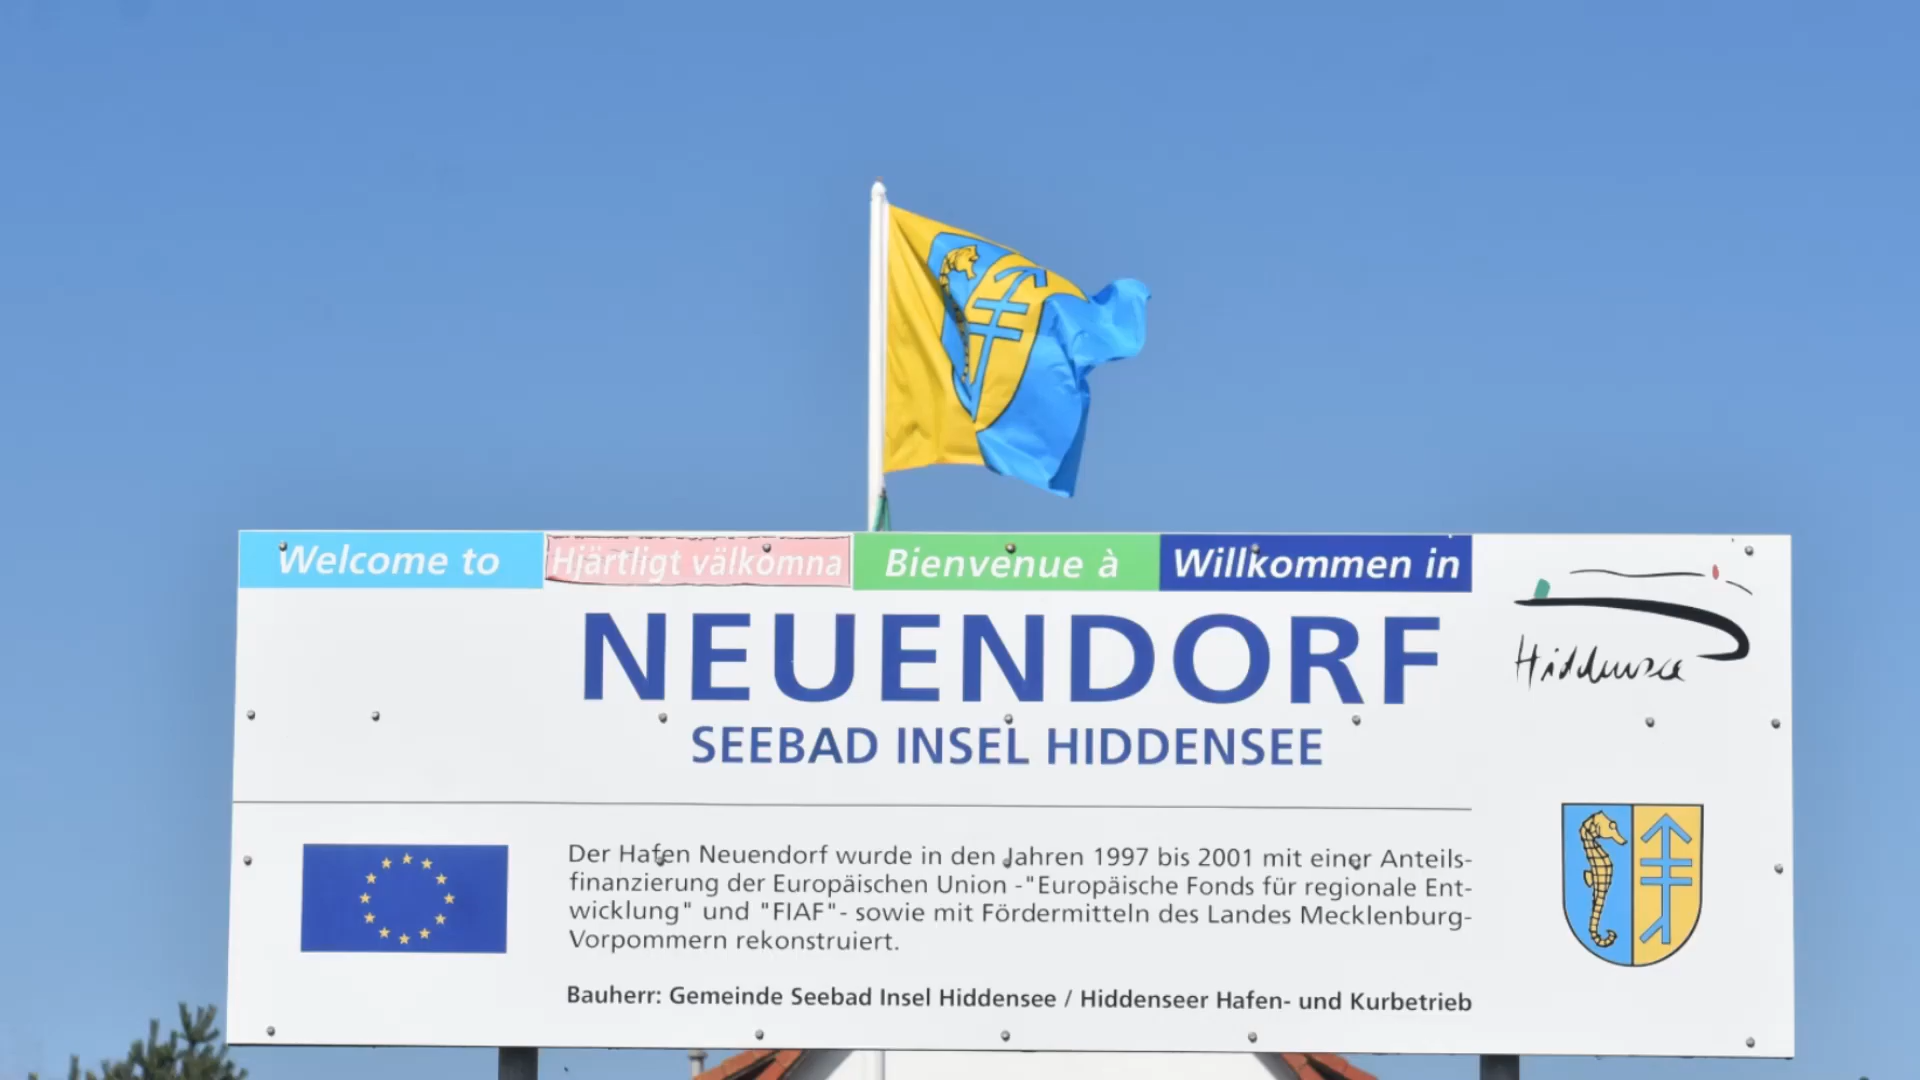 Welcome to Hjärtligt välkomna Bienvenue à Willkommen in
NEUENDORF
Hiddensee
SEEBAD INSEL HIDDENSEE
Der Hafen Neuendorf wurde in den Jahren 1997 bis 2001 mit einer Anteils-
finanzierung der Europäischen Union -"Europäische Fonds für regionale Ent-
wicklung" und "FIAF"- sowie mit Fördermitteln des Landes Mecklenburg-
Vorpommern rekonstruiert.
Bauherr: Gemeinde Seebad Insel Hiddensee / Hiddenseer Hafen- und Kurbetrieb